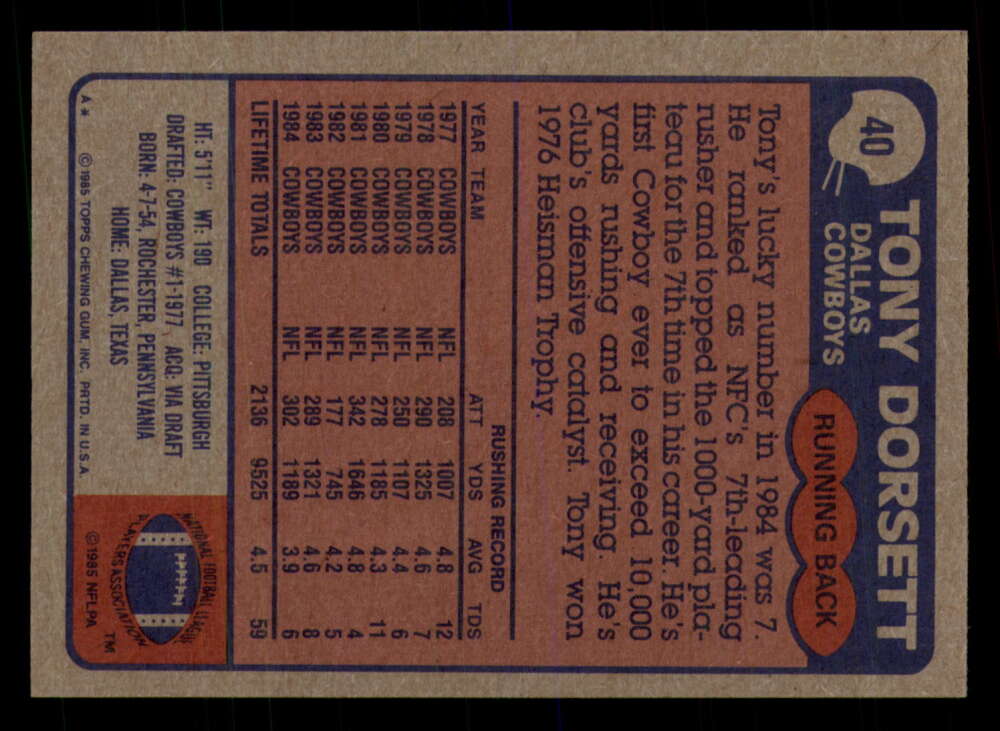 40
TONY DORSETT
DALLAS
COWBOYS
RUNNING BACK
Tony's lucky number in 1984 was 7.
He ranked as NFC's 7th-leading
rusher and topped the 1000-yard pla-
teau for the 7th time in his career. He's
first Cowboy ever to exceed 10,000
yards rushing and receiving. He's
club's offensive catalyst. Tony won
1976 Heisman Trophy.
RUSHING RECORD
YEAR TEAM ATT YDS AVG TDS
1977 COWBOYS NFL 208 1007 4.8 12
1978 COWBOYS NFL 290 1325 4.6 7
1979 COWBOYS NFL 250 1107 4.4 6
1980 COWBOYS NFL 278 1185 4.3 11
1981 COWBOYS NFL 342 1646 4.8 4
1982 COWBOYS NFL 177 745 4.2 5
1983 COWBOYS NFL 289 1321 4.6 8
1984 COWBOYS NFL 302 1189 3.9 6
LIFETIME TOTALS 2136 9525 4.5 59
HT: 5'11" WT: 190 COLLEGE: PITTSBURGH
DRAFTED: COWBOYS #1-1977 ACQ: VIA DRAFT
BORN: 4-7-54, ROCHESTER, PENNSYLVANIA
HOME: DALLAS, TEXAS
A* © 1985 TOPPS CHEWING GUM, INC. PRTD. IN U.S.A.
NATIONAL FOOTBALL LEAGUE
PLAYERS ASSOCIATION
TM
© 1985 NFLPA